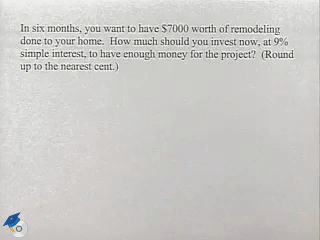 In six months, you want to have $7000 worth of remodeling
done to your home.  How much should you invest now, at 9%
simple interest, to have enough money for the project?  (Round
up to the nearest cent.)